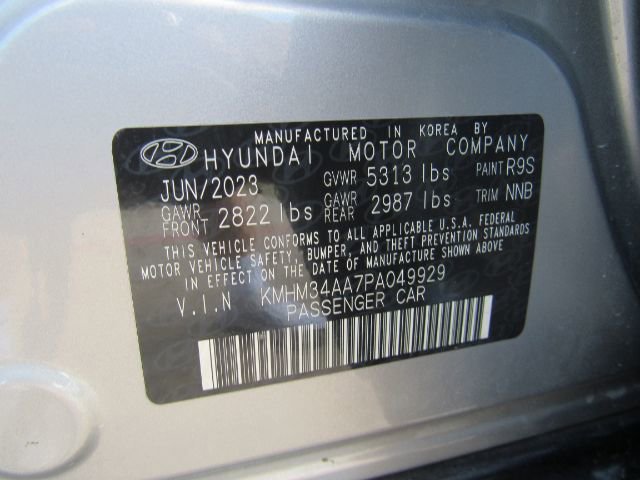 MANUFACTURED IN KOREA BY
HYUNDAI MOTOR COMPANY
JUN/2023 GVWR 5313 lbs PAINT R9S
GAWR FRONT 2822 lbs GAWR REAR 2987 lbs TRIM NNB
THIS VEHICLE CONFORMS TO ALL APPLICABLE U.S.A. FEDERAL
MOTOR VEHICLE SAFETY, BUMPER, AND THEFT PREVENTION STANDARDS
IN EFFECT ON THE DATE OF MANUFACTURE SHOWN ABOVE
V.I.N KMHM34AA7PA049929
PASSENGER CAR